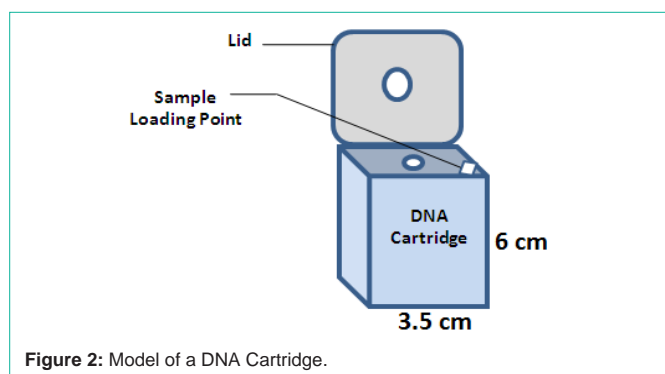 Lid
Sample
Loading Point
DNA
Cartridge
6 cm
3.5 cm
Figure 2: Model of a DNA Cartridge.